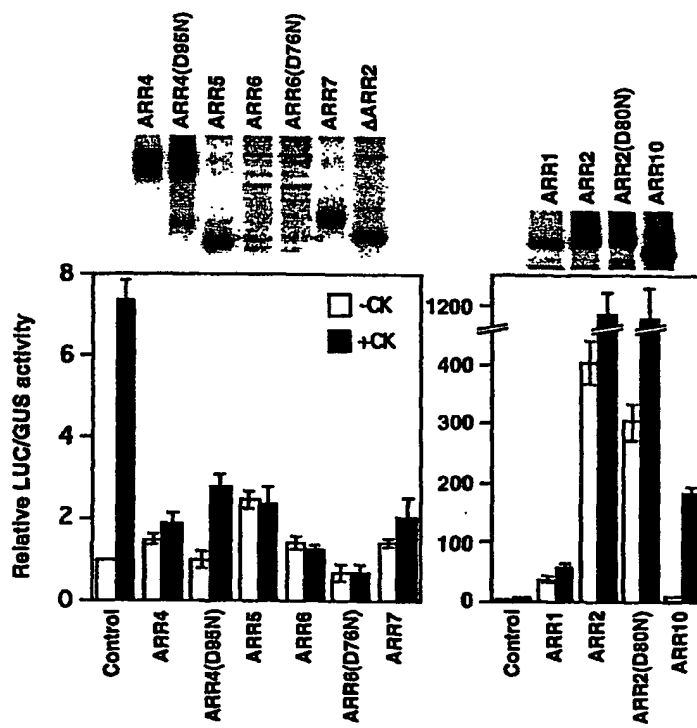 ARR4
ARR4(D95N)
ARR5
ARR6
ARR6(D76N)
ARR7
ΔARR2
ARR1
ARR2
ARR2(D80N)
ARR10
Relative LUC/GUS activity
8
6
4
2
0
-CK
+CK
1200
400
300
200
100
0
Control
ARR4
ARR4(D95N)
ARR5
ARR6
ARR6(D76N)
ARR7
Control
ARR1
ARR2
ARR2(D80N)
ARR10